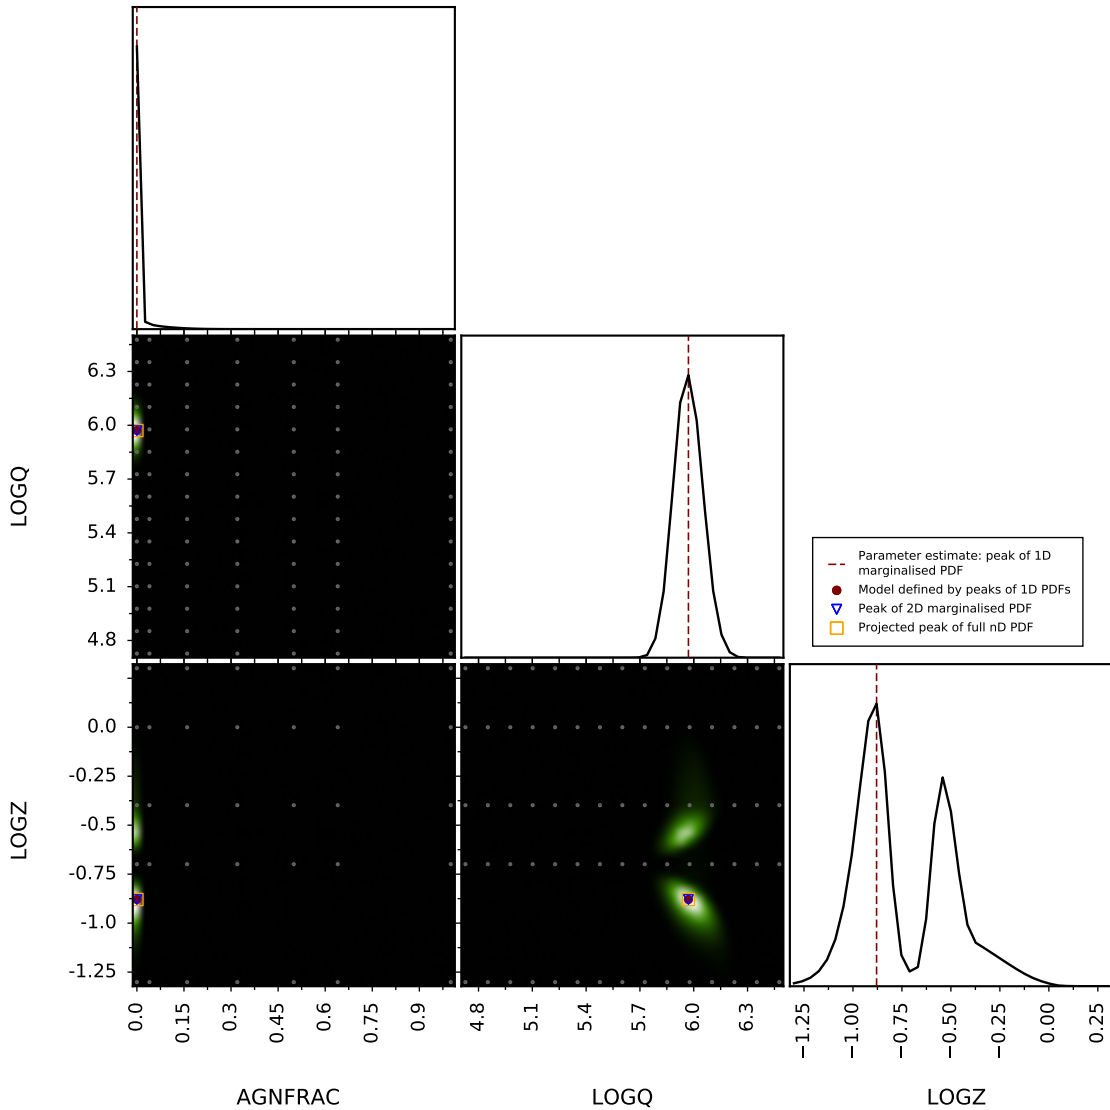 LOGQ
6.3
6.0
5.7
5.4
5.1
4.8
Parameter estimate: peak of 1D
marginalised PDF
Model defined by peaks of 1D PDFs
Peak of 2D marginalised PDF
Projected peak of full nD PDF
LOGZ
0.0
-0.25
-0.5
-0.75
-1.0
-1.25
0.0 0.15 0.3 0.45 0.6 0.75 0.9
4.8 5.1 5.4 5.7 6.0 6.3
−1.25 −1.00 −0.75 −0.50 −0.25 0.00 0.25
AGNFRAC LOGQ LOGZ